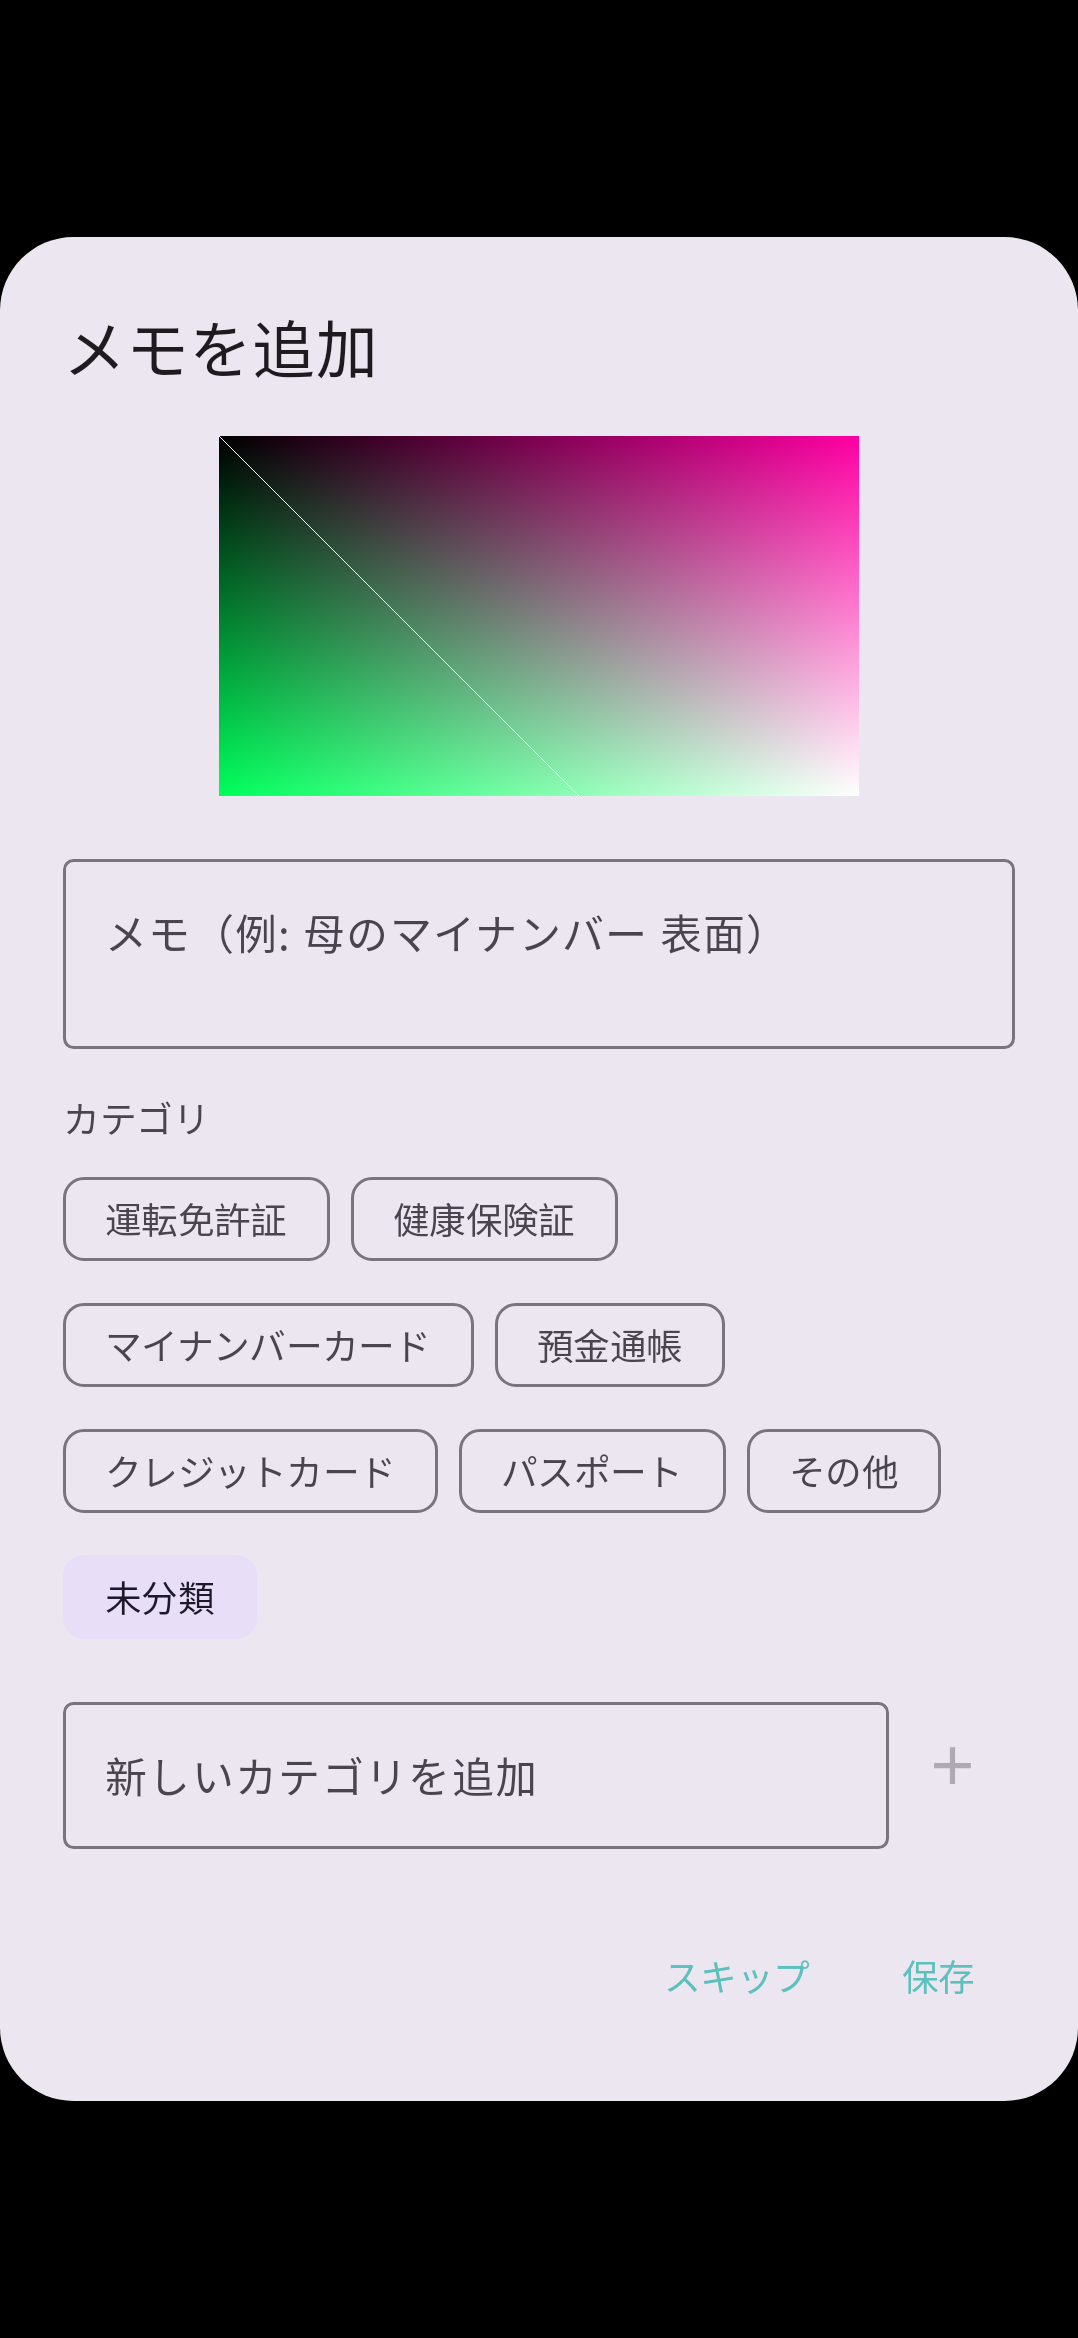 メモを追加
メモ（例: 母のマイナンバー 表面）
カテゴリ
運転免許証 健康保険証
マイナンバーカード 預金通帳
クレジットカード パスポート その他
未分類
新しいカテゴリを追加 +
スキップ 保存